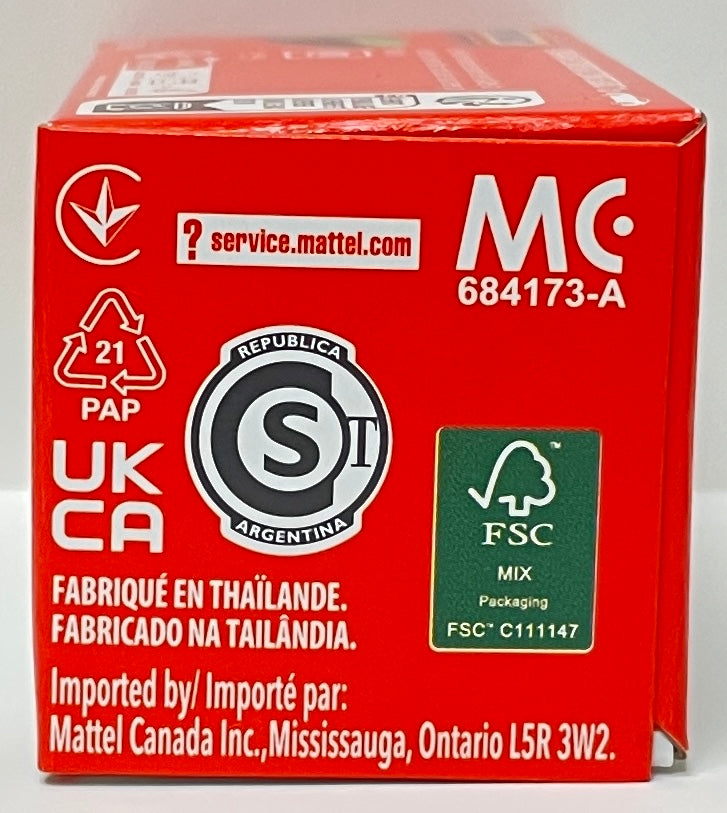 ? service.mattel.com
MC
684173-A
21
PAP
REPUBLICA
CST
ARGENTINA
UK
CA
FSC
MIX
Packaging
FSC™ C111147
FABRIQUÉ EN THAÏLANDE.
FABRICADO NA TAILÂNDIA.
Imported by/ Importé par:
Mattel Canada Inc.,Mississauga, Ontario L5R 3W2.